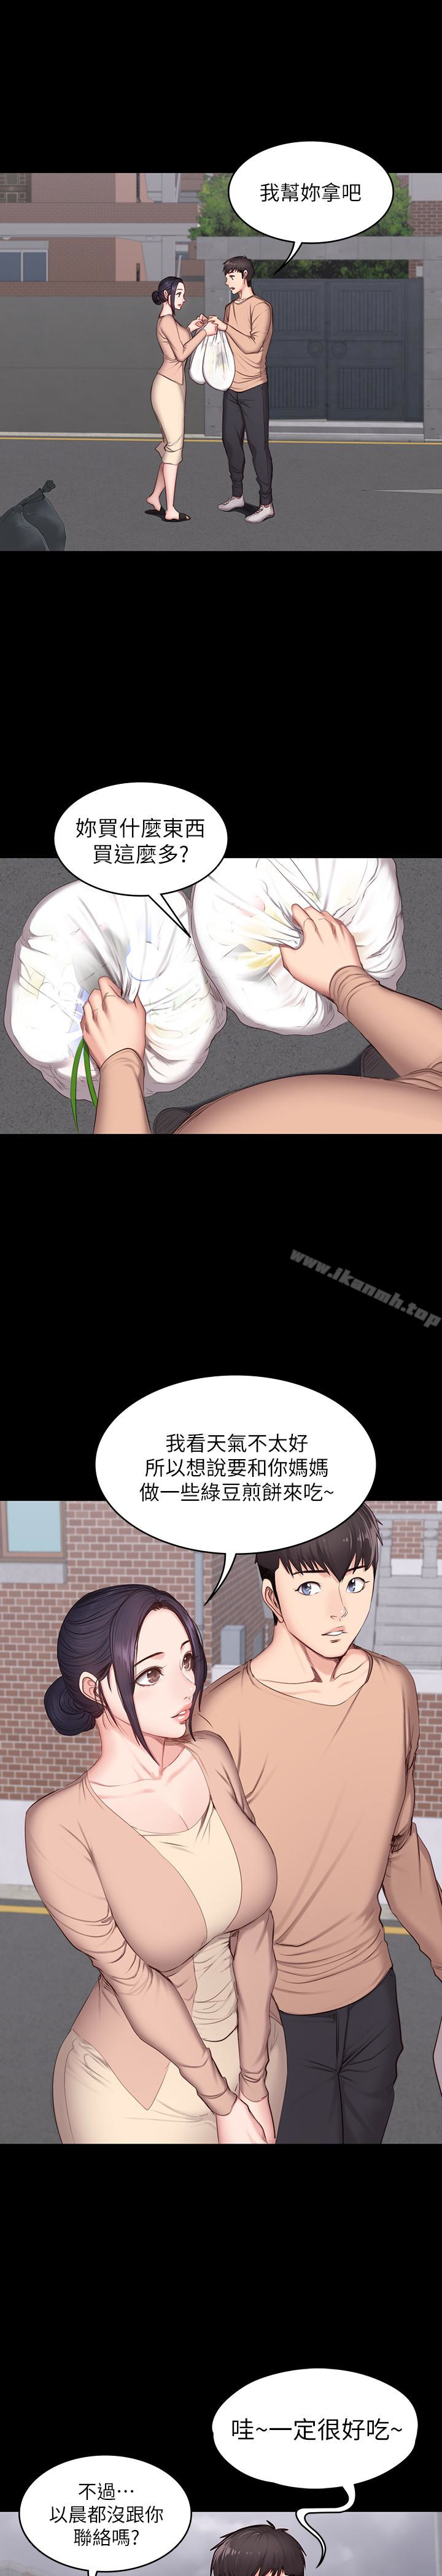 我幫妳拿吧
妳買什麼東西
買這麼多?
www.ikanmh.top
我看天氣不太好
所以想說要和你媽媽
做一些綠豆煎餅來吃~
哇~一定很好吃~
不過⋯
以晨都沒跟你
聯絡嗎?